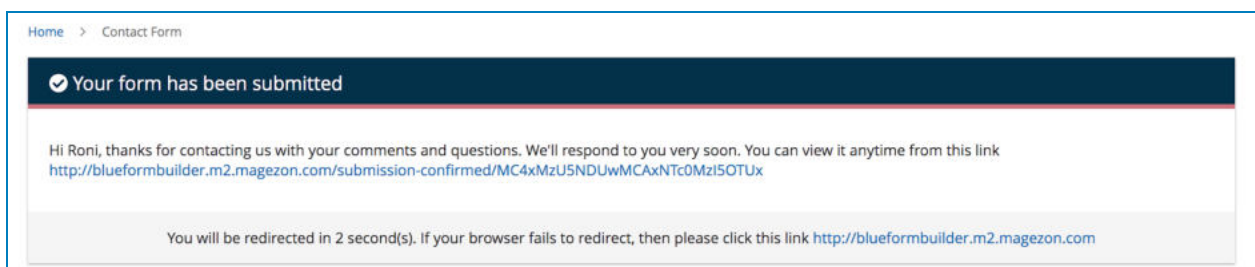 Home > Contact Form
Your form has been submitted
Hi Roni, thanks for contacting us with your comments and questions. We'll respond to you very soon. You can view it anytime from this link
http://blueformbuilder.m2.magezon.com/submission-confirmed/MC4xMzU5NDUwMCAxNTc0MzI5OTUx
You will be redirected in 2 second(s). If your browser fails to redirect, then please click this link http://blueformbuilder.m2.magezon.com